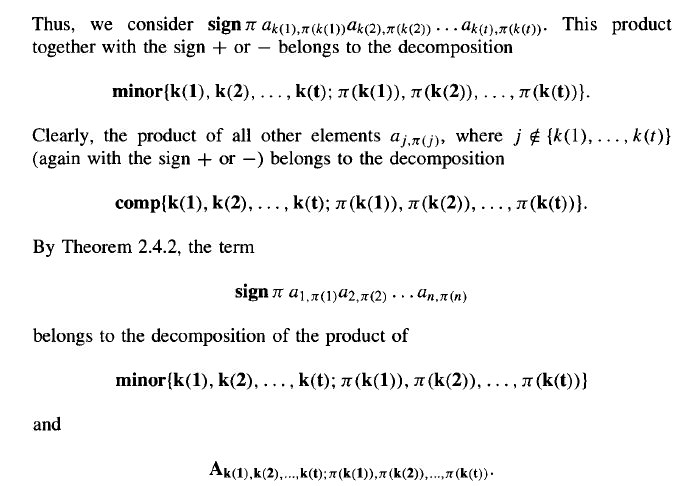 Thus, we consider sign π a_{k(1),π(k(1))}a_{k(2),π(k(2))} ... a_{k(t),π(k(t))}. This product
together with the sign + or − belongs to the decomposition
minor{k(1), k(2), ..., k(t); π(k(1)), π(k(2)), ..., π(k(t))}.
Clearly, the product of all other elements a_{j,π(j)}, where j ∉ {k(1), ..., k(t)}
(again with the sign + or −) belongs to the decomposition
comp{k(1), k(2), ..., k(t); π(k(1)), π(k(2)), ..., π(k(t))}.
By Theorem 2.4.2, the term
sign π a_{1,π(1)}a_{2,π(2)} ... a_{n,π(n)}
belongs to the decomposition of the product of
minor{k(1), k(2), ..., k(t); π(k(1)), π(k(2)), ..., π(k(t))}
and
A_{k(1),k(2),...,k(t);π(k(1)),π(k(2)),...,π(k(t))}.